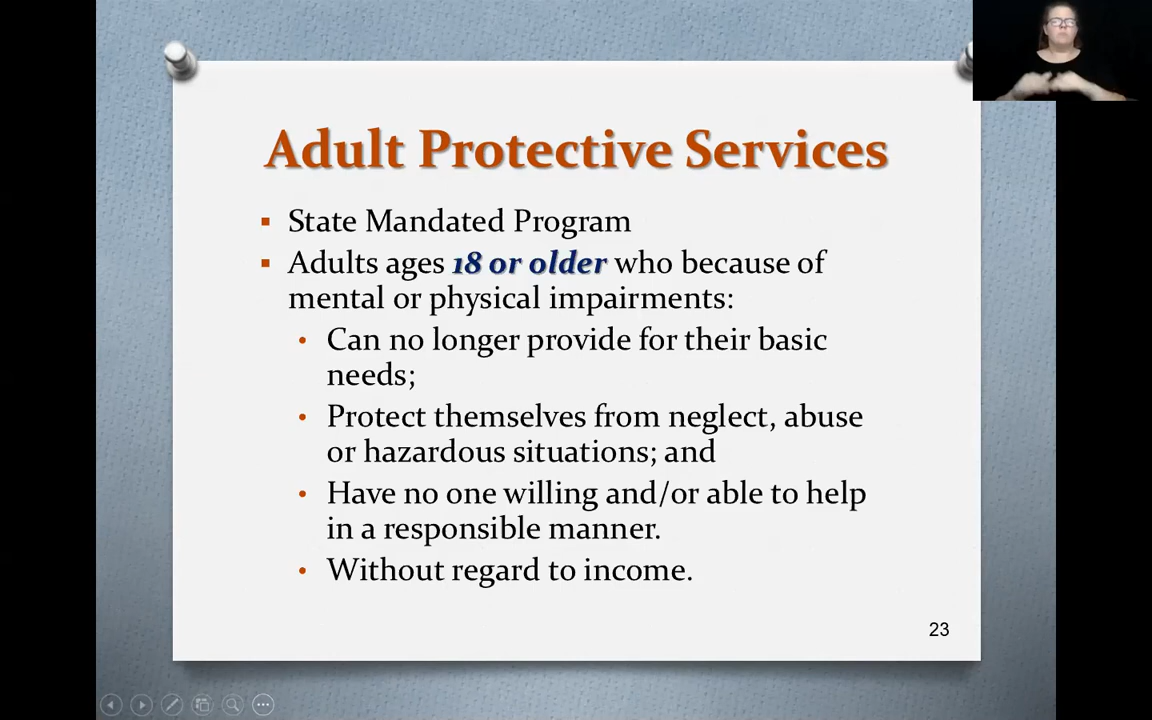 Adult Protective Services
▪ State Mandated Program
▪ Adults ages 18 or older who because of
mental or physical impairments:
• Can no longer provide for their basic
needs;
• Protect themselves from neglect, abuse
or hazardous situations; and
• Have no one willing and/or able to help
in a responsible manner.
• Without regard to income.
23